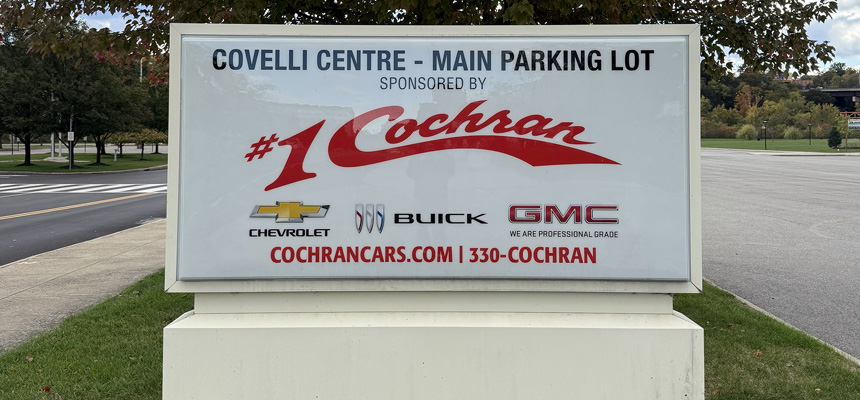 COVELLI CENTRE - MAIN PARKING LOT
SPONSORED BY
#1 Cochran
CHEVROLET BUICK GMC
WE ARE PROFESSIONAL GRADE
COCHRANCARS.COM | 330-COCHRAN